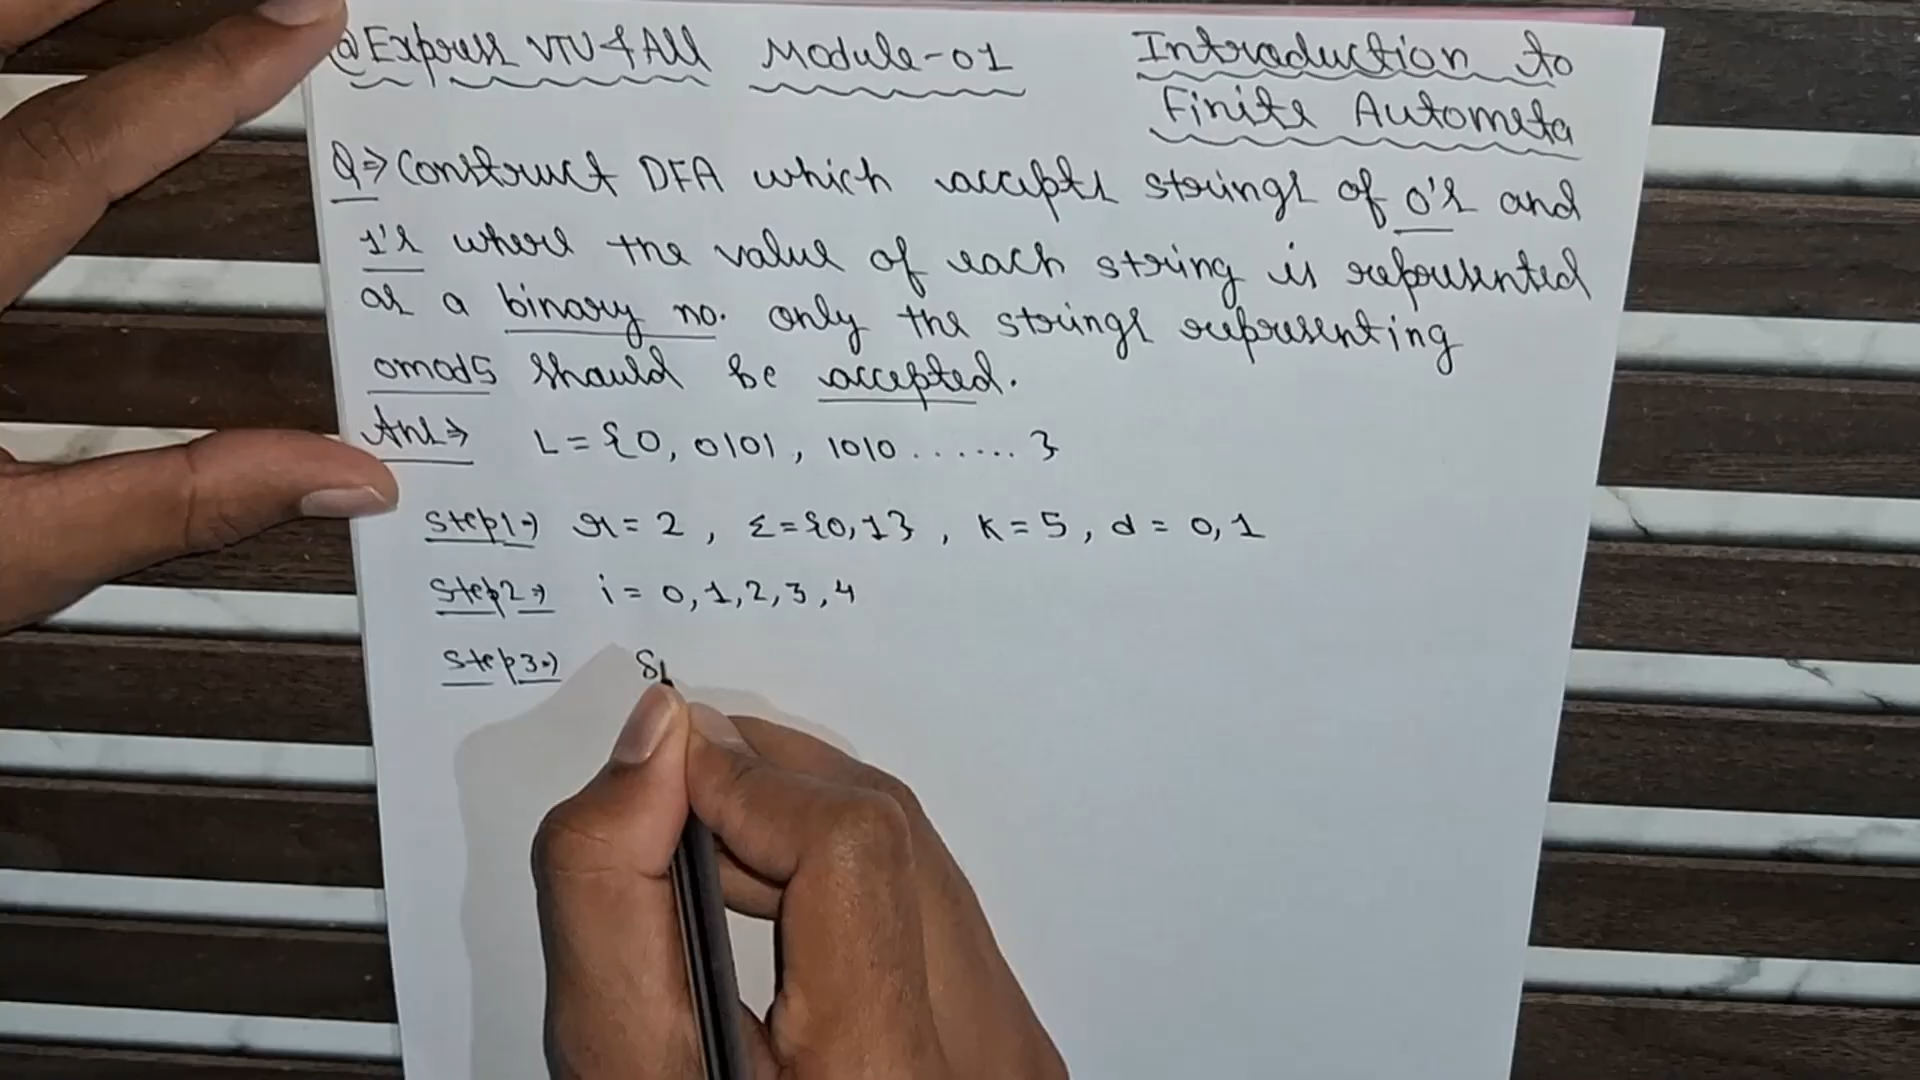 @Express VTU 4 All Module-01 Introduction to
Finite Autometa
Q⇒ Construct DFA which accepts strings of 0's and
1's where the value of each string is represented
as a binary no. only the strings representing
0mod5 should be accepted.
Ans⇒ L = {0, 0101, 1010 ...... }
Step1⇒ r = 2 , Σ = {0,1} , K = 5 , d = 0, 1
Step2⇒ i = 0, 1, 2, 3, 4
Step3⇒ δ